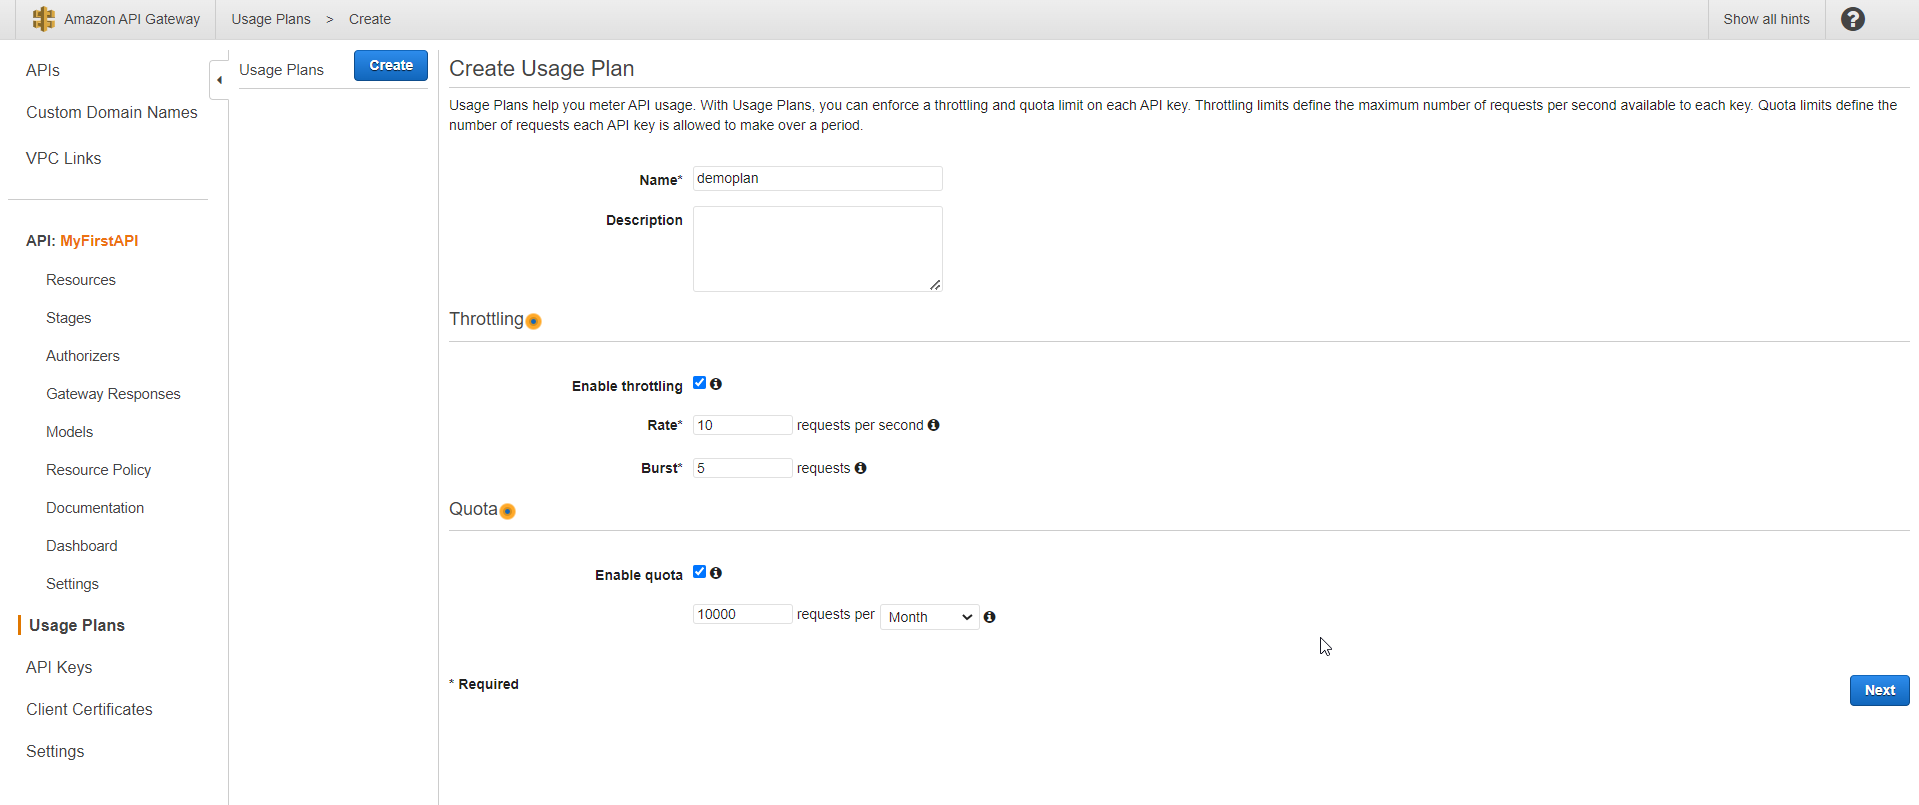 Amazon API Gateway
Usage Plans > Create
Show all hints
?
APIs
Custom Domain Names
VPC Links
API: MyFirstAPI
Resources
Stages
Authorizers
Gateway Responses
Models
Resource Policy
Documentation
Dashboard
Settings
Usage Plans
API Keys
Client Certificates
Settings
Usage Plans
Create
Create Usage Plan
Usage Plans help you meter API usage. With Usage Plans, you can enforce a throttling and quota limit on each API key. Throttling limits define the maximum number of requests per second available to each key. Quota limits define the
number of requests each API key is allowed to make over a period.
Name* demoplan
Description
Throttling
Enable throttling
Rate* 10 requests per second
Burst* 5 requests
Quota
Enable quota
10000 requests per Month
* Required
Next